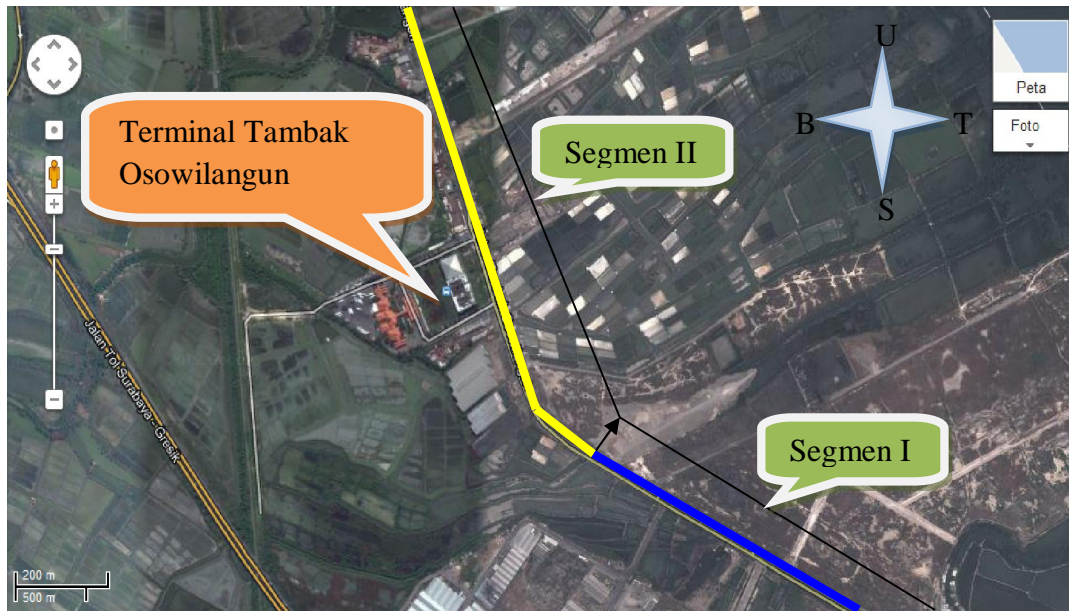 Terminal Tambak
Osowilangun
Segmen II
Segmen I
U
B
T
S
Peta
Foto
Jalan Tol Surabaya - Gresik
200 m
500 m